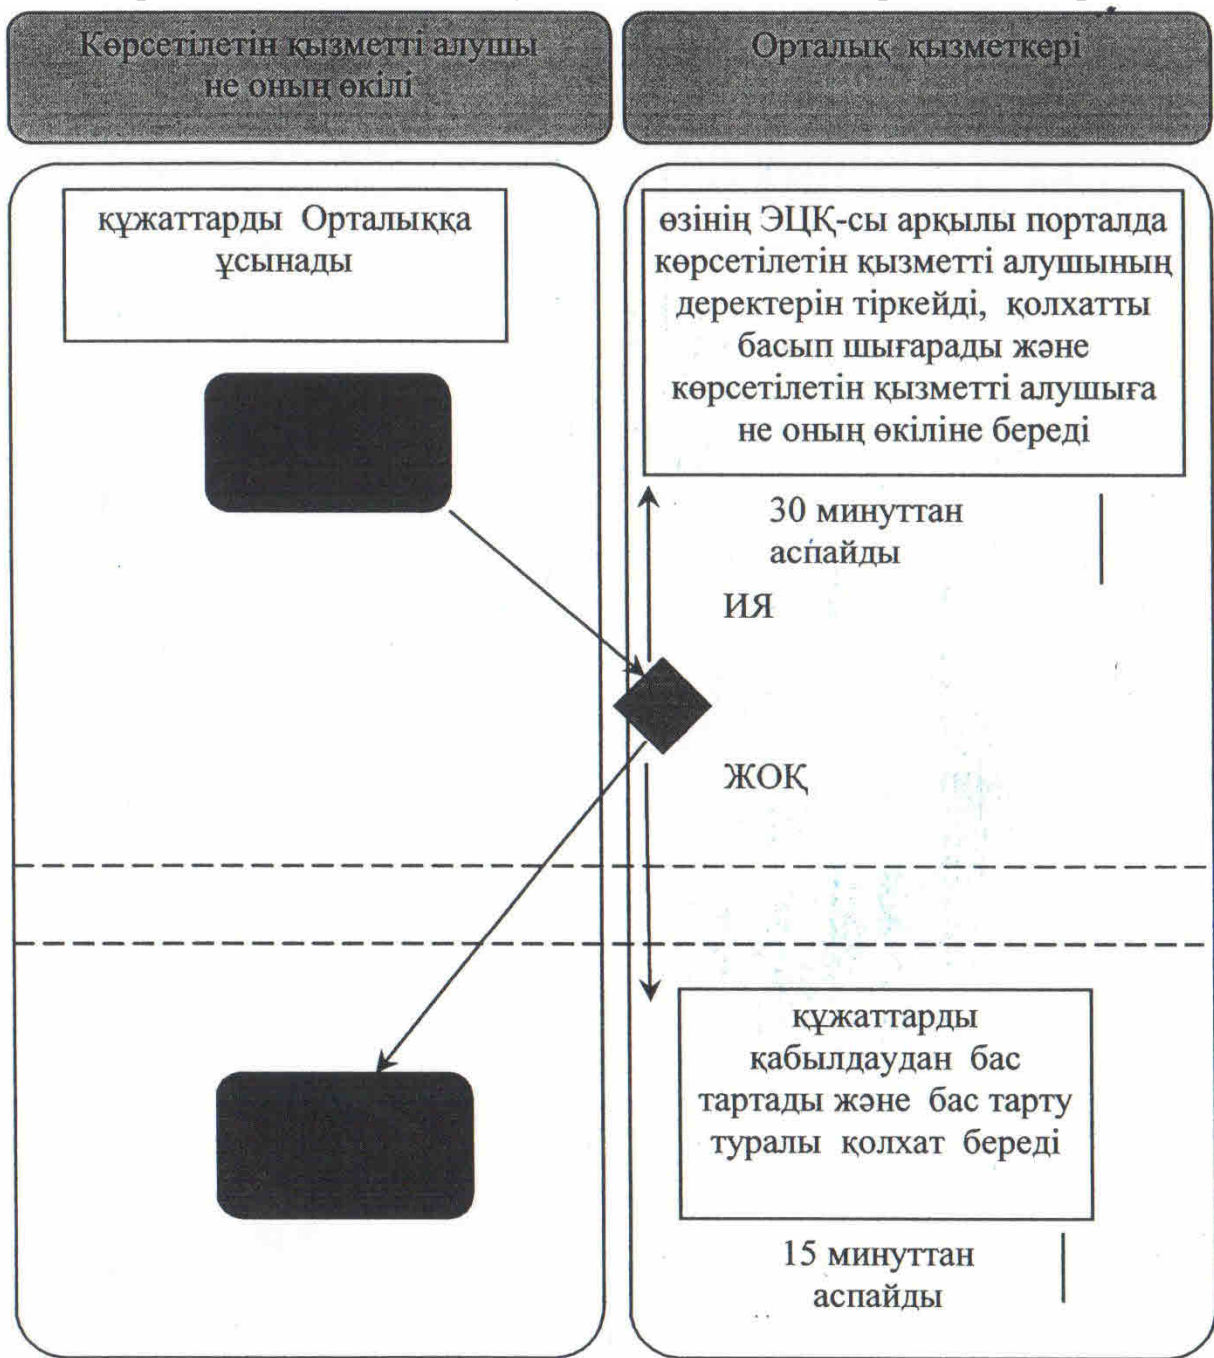 Көрсетілетін қызметті алушы
не оның өкілі
Орталық қызметкері
құжаттарды Орталыққа
ұсынады
өзінің ЭЦҚ-сы арқылы порталда
көрсетілетін қызметті алушының
деректерін тіркейді, қолхатты
басып шығарады және
көрсетілетін қызметті алушыға
не оның өкіліне береді
30 минуттан
аспайды
ИЯ
ЖОҚ
құжаттарды
қабылдаудан бас
тартады және бас тарту
туралы қолхат береді
15 минуттан
аспайды